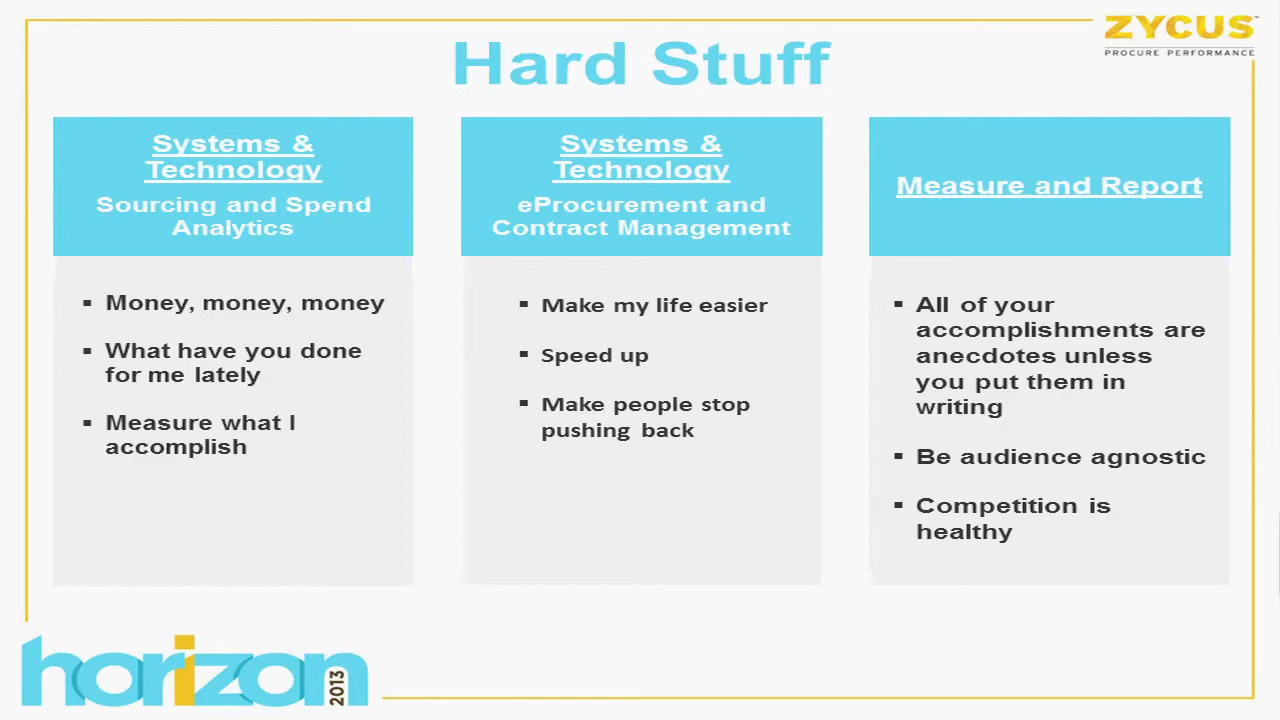 ZYCUS
PROCURE PERFORMANCE
Hard Stuff
Systems &
Technology
Sourcing and Spend
Analytics
▪ Money, money, money
▪ What have you done
for me lately
▪ Measure what I
accomplish
Systems &
Technology
eProcurement and
Contract Management
▪ Make my life easier
▪ Speed up
▪ Make people stop
pushing back
Measure and Report
▪ All of your
accomplishments are
anecdotes unless
you put them in
writing
▪ Be audience agnostic
▪ Competition is
healthy
horizon
2013